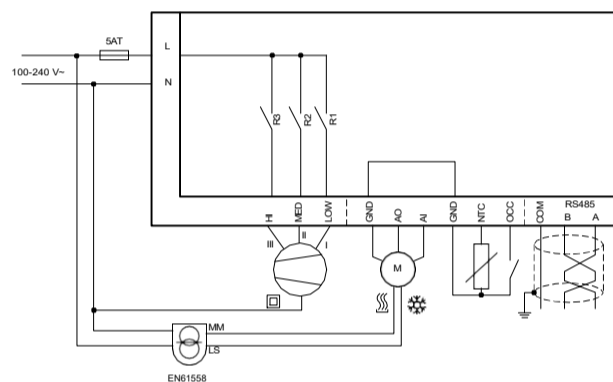 5AT
L
100-240 V~
N
R3
R2
R1
HI
MED
LOW
GND
AO
AI
GND
NTC
OCC
COM
RS485
B
A
III
II
I
M
MM
LS
EN61558